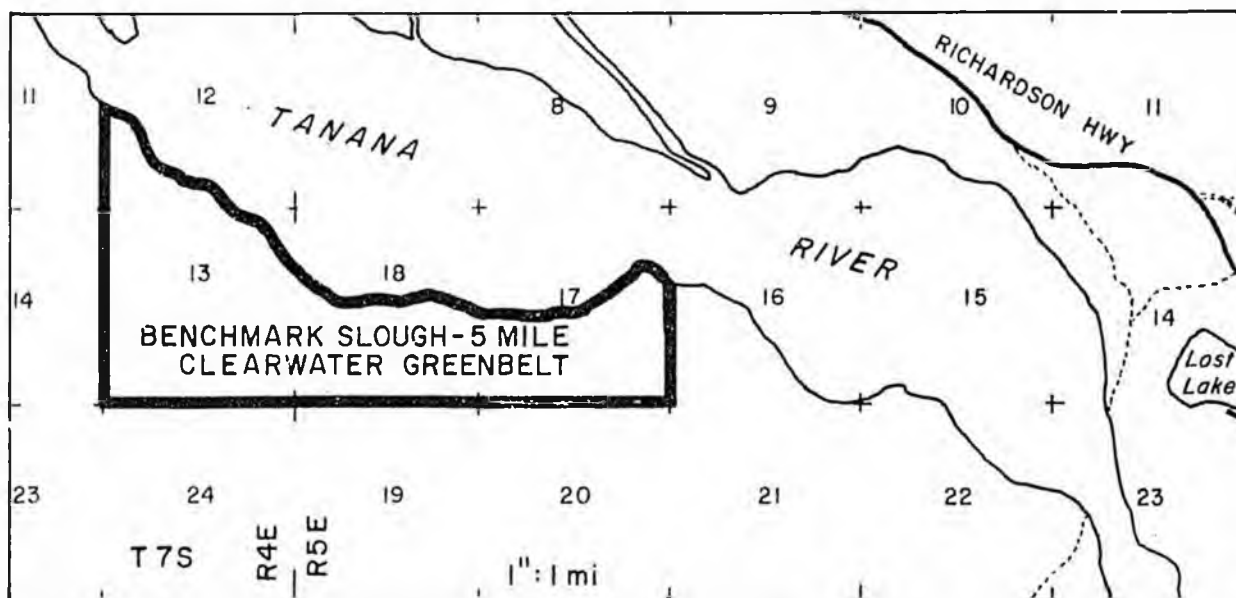 RICHARDSON HWY
11
12
TANANA
8
9
10
11
RIVER
14
13
18
17
16
15
14
BENCHMARK SLOUGH-5 MILE
CLEARWATER GREENBELT
Last
Lake
23
24
19
20
21
22
23
T7S
R4E
R5E
1":1 mi